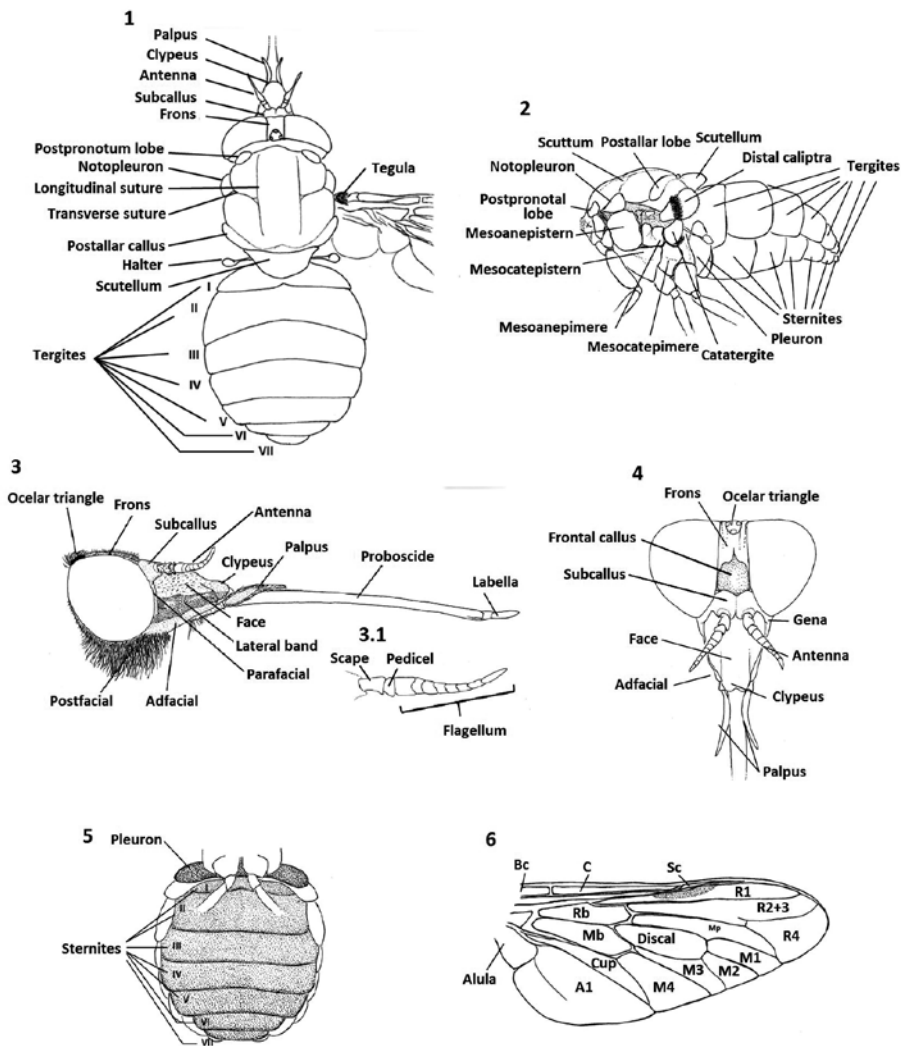 1
Palpus
Clypeus
Antenna
Subcallus
Frons
Postpronotum lobe
Notopleuron
Longitudinal suture
Transverse suture
Postallar callus
Halter
Scutellum
Tegula
Tergites
I
II
III
IV
V
VI
VII
2
Scuttum
Postallar lobe
Scutellum
Notopleuron
Distal caliptra
Tergites
Postpronotal
lobe
Mesoanepistern
Mesocatepistern
Mesoanepimere
Mesocatepimere
Catatergite
Pleuron
Sternites
3
Ocelar triangle
Frons
Subcallus
Antenna
Clypeus
Palpus
Proboscide
Labella
Face
Lateral band
Parafacial
Postfacial
Adfacial
3.1
Scape
Pedicel
Flagellum
4
Frons
Ocelar triangle
Frontal callus
Subcallus
Gena
Face
Antenna
Adfacial
Clypeus
Palpus
5
Pleuron
Sternites
I
II
III
IV
V
VI
VII
6
Bc
C
Sc
R1
R2+3
Rb
Mp
R4
Mb
Discal
M1
Cup
M3
M2
Alula
A1
M4